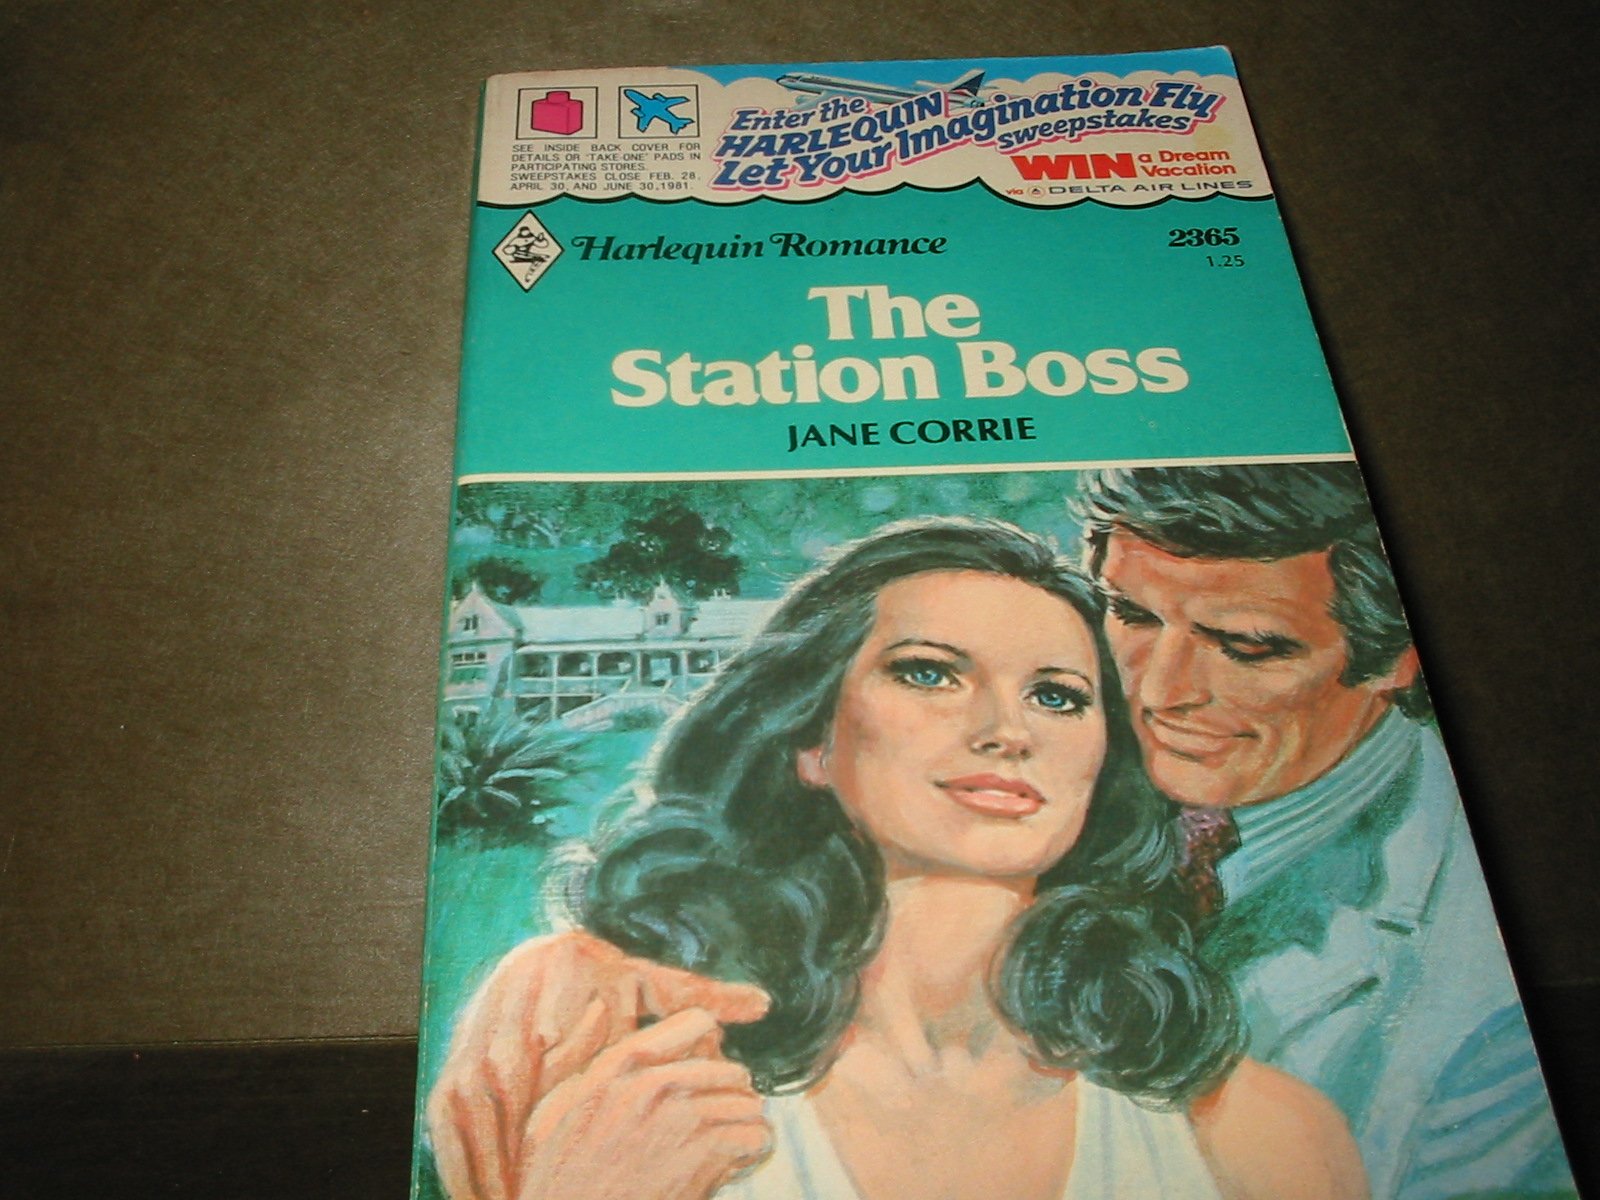 SEE INSIDE BACK COVER FOR
DETAILS OR 'TAKE-ONE' PADS IN
PARTICIPATING STORES.
SWEEPSTAKES CLOSE FEB. 28,
APRIL 30, AND JUNE 30, 1981.
Enter the
HARLEQUIN
Let Your Imagination Fly
sweepstakes
WIN a Dream
Vacation
via DELTA AIR LINES
Harlequin Romance
2365
1.25
The
Station Boss
JANE CORRIE